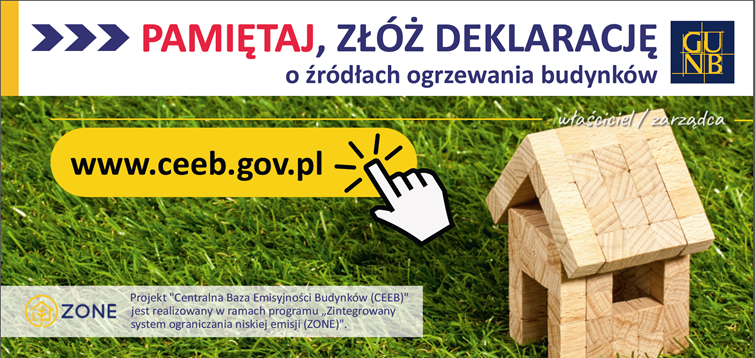 PAMIĘTAJ, ZŁÓŻ DEKLARACJĘ
o źródłach ogrzewania budynków
GU
NB
właściciel / zarządca
www.ceeb.gov.pl
ZONE
Projekt "Centralna Baza Emisyjności Budynków (CEEB)"
jest realizowany w ramach programu „Zintegrowany
system ograniczania niskiej emisji (ZONE)".